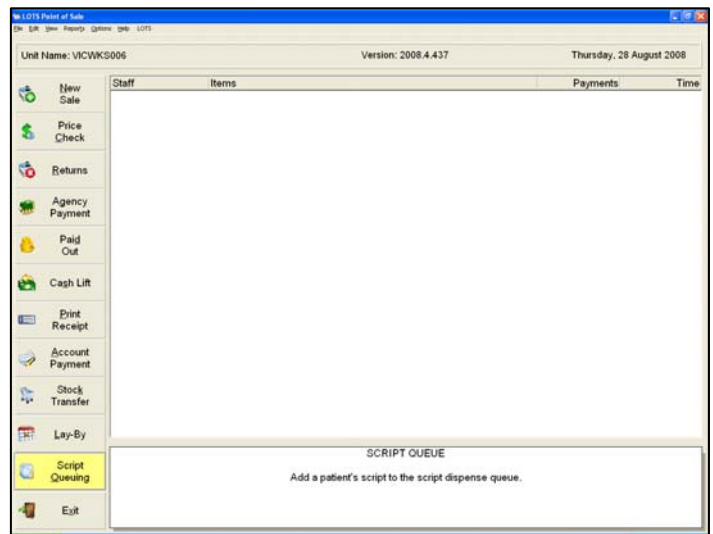 LOTS Point of Sale
File Edit View Reports Options Help LOTS
Unit Name: VICWKS006 Version: 2008.4.437 Thursday, 28 August 2008
Staff Items Payments Time
New
Sale
Price
Check
Returns
Agency
Payment
Paid
Out
Cash Lift
Print
Receipt
Account
Payment
Stock
Transfer
Lay-By
Script
Queuing
Exit
SCRIPT QUEUE
Add a patient's script to the script dispense queue.